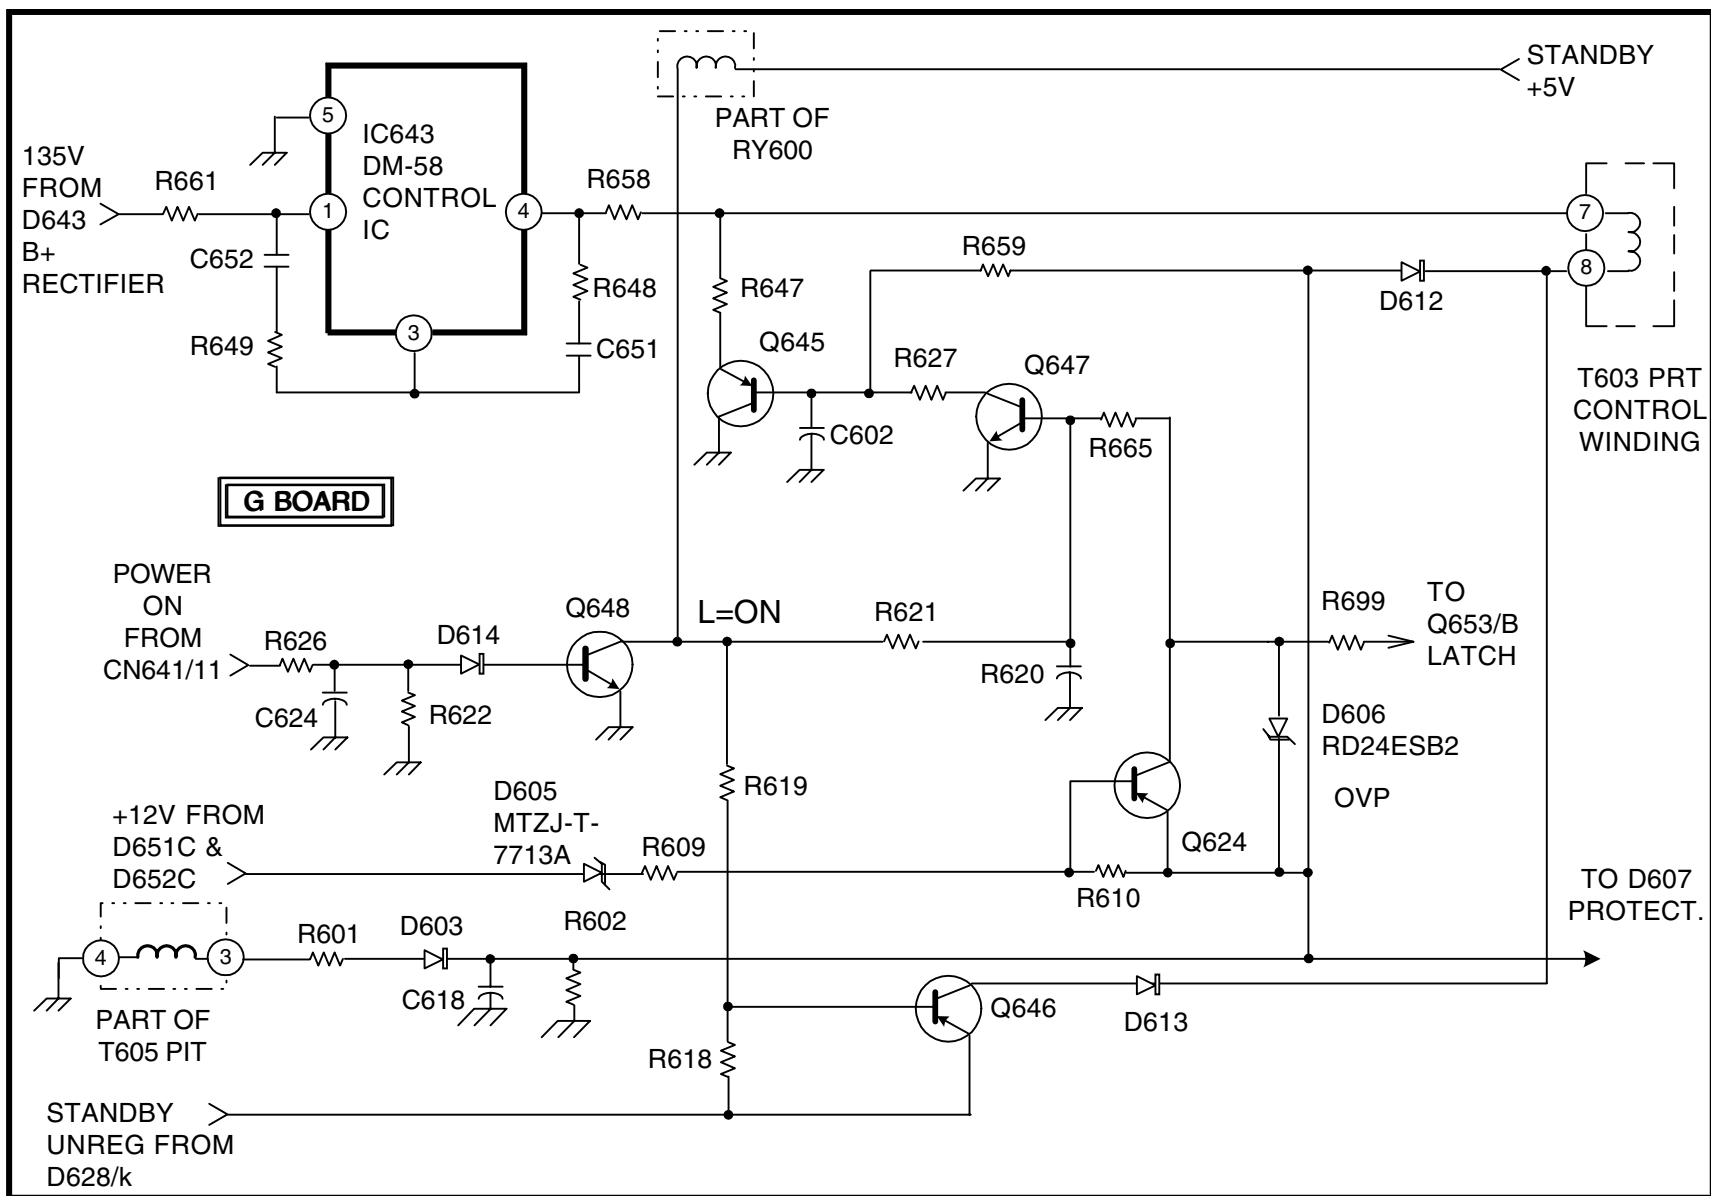 STANDBY
+5V
PART OF
RY600
5
IC643
DM-58
CONTROL
IC
135V
FROM
D643
B+
RECTIFIER
R661
1
4
R658
7
C652
R659
8
R648
R647
D612
R649
3
C651
Q645
R627
Q647
T603 PRT
CONTROL
WINDING
C602
R665
G BOARD
POWER
ON
FROM
CN641/11
R626
D614
Q648
L=ON
R621
R699
TO
Q653/B
LATCH
C624
R622
R620
D606
RD24ESB2
OVP
R619
D605
MTZJ-T-
7713A
+12V FROM
D651C &
D652C
R609
Q624
R610
TO D607
PROTECT.
4
3
R601
D603
R602
C618
PART OF
T605 PIT
Q646
D613
R618
STANDBY
UNREG FROM
D628/k